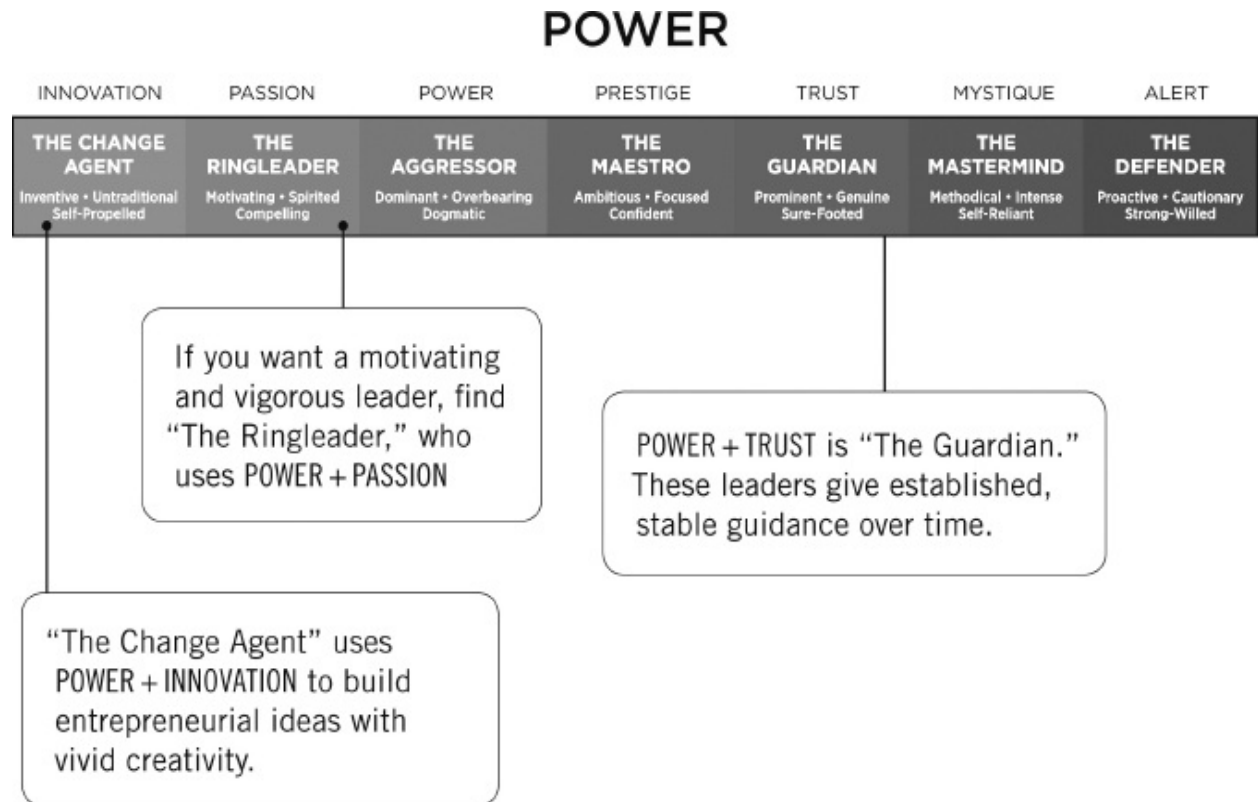 POWER
INNOVATION PASSION POWER PRESTIGE TRUST MYSTIQUE ALERT
THE CHANGE
AGENT
Inventive • Untraditional
Self-Propelled
THE
RINGLEADER
Motivating • Spirited
Compelling
THE
AGGRESSOR
Dominant • Overbearing
Dogmatic
THE
MAESTRO
Ambitious • Focused
Confident
THE
GUARDIAN
Prominent • Genuine
Sure-Footed
THE
MASTERMIND
Methodical • Intense
Self-Reliant
THE
DEFENDER
Proactive • Cautionary
Strong-Willed
If you want a motivating
and vigorous leader, find
“The Ringleader,” who
uses POWER + PASSION
POWER + TRUST is “The Guardian.”
These leaders give established,
stable guidance over time.
“The Change Agent” uses
POWER + INNOVATION to build
entrepreneurial ideas with
vivid creativity.